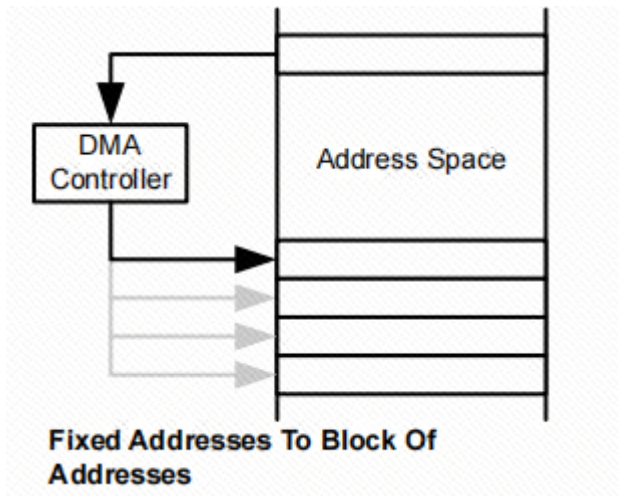 DMA
Controller
Address Space
Fixed Addresses To Block Of
Addresses